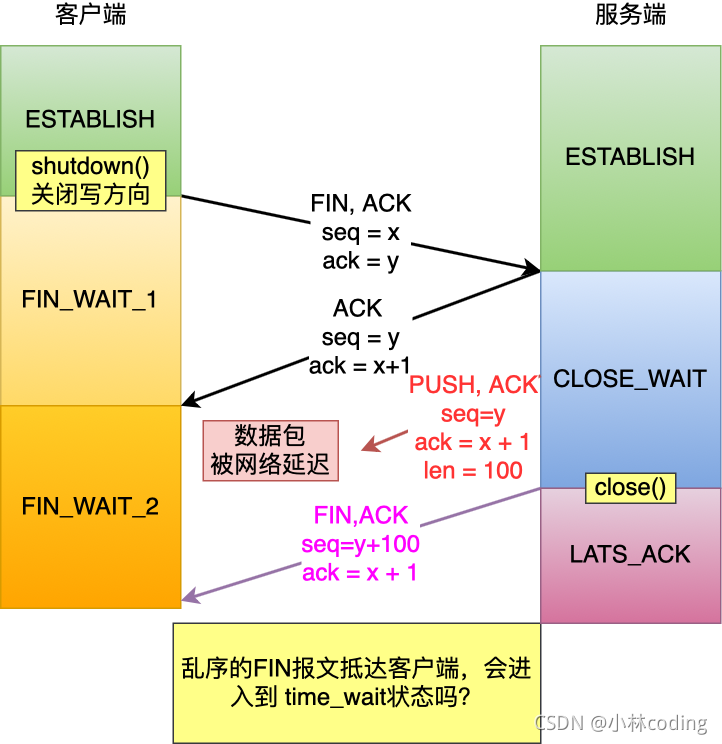 客户端
服务端
ESTABLISH
shutdown()
关闭写方向
ESTABLISH
FIN, ACK
seq = x
ack = y
FIN_WAIT_1
ACK
seq = y
ack = x+1
CLOSE_WAIT
PUSH, ACK
seq=y
ack = x + 1
len = 100
数据包
被网络延迟
FIN_WAIT_2
close()
FIN,ACK
seq=y+100
ack = x + 1
LATS_ACK
乱序的FIN报文抵达客户端，会进
入到 time_wait状态吗?
CSDN @小林coding